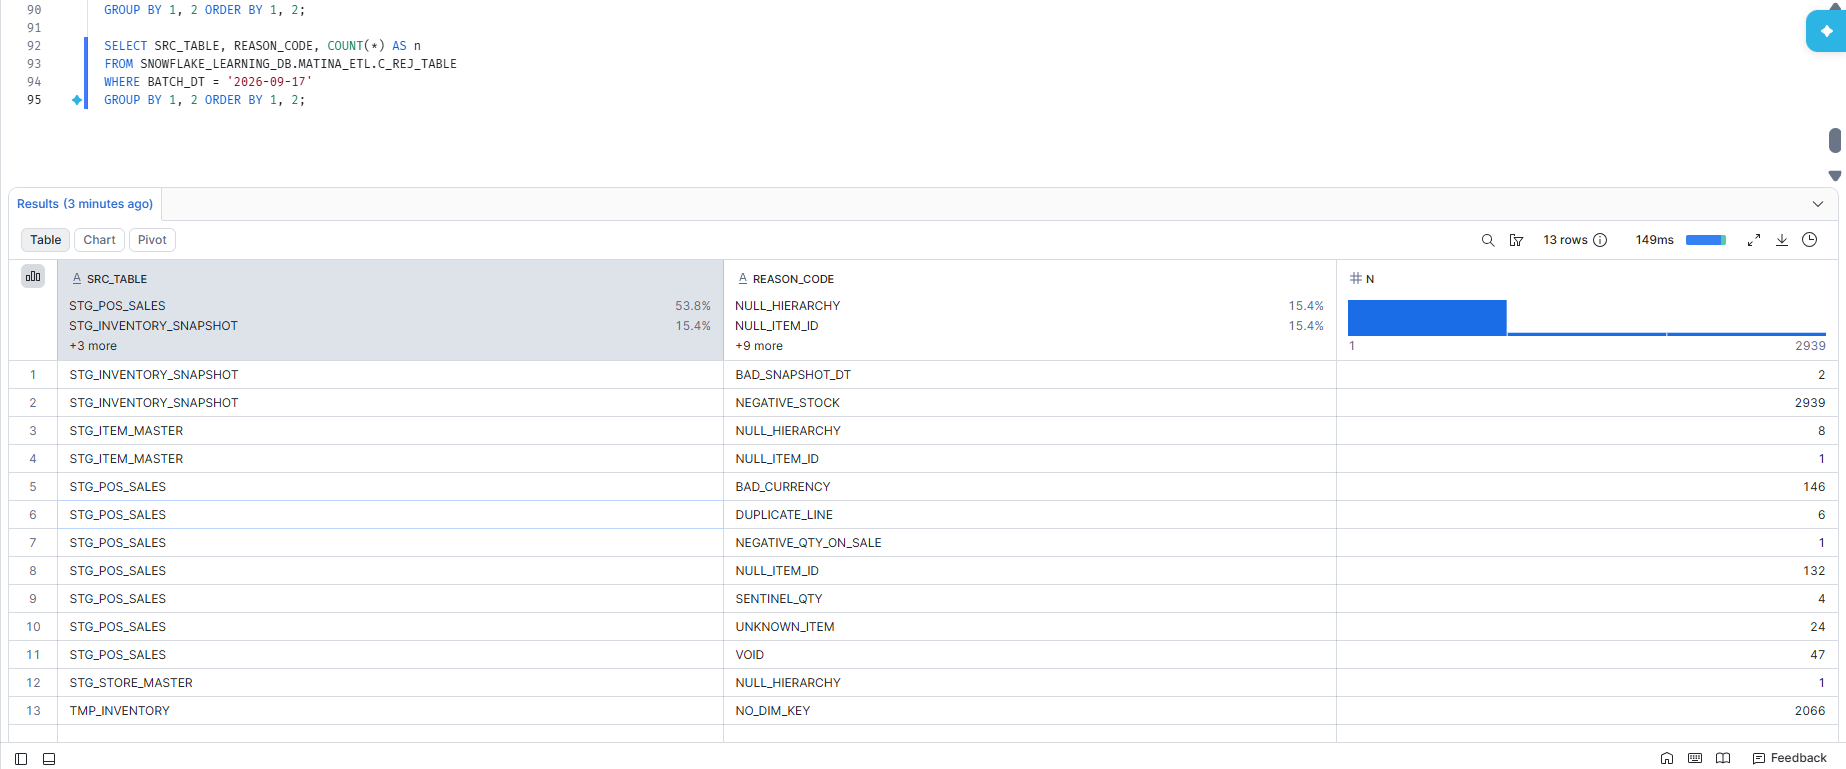 90 GROUP BY 1, 2 ORDER BY 1, 2;
91
92 SELECT SRC_TABLE, REASON_CODE, COUNT(*) AS n
93 FROM SNOWFLAKE_LEARNING_DB.MATINA_ETL.C_REJ_TABLE
94 WHERE BATCH_DT = '2026-09-17'
95 GROUP BY 1, 2 ORDER BY 1, 2;
Results (3 minutes ago)
Table Chart Pivot 13 rows 149ms
A SRC_TABLE A REASON_CODE # N
STG_POS_SALES 53.8% NULL_HIERARCHY 15.4%
STG_INVENTORY_SNAPSHOT 15.4% NULL_ITEM_ID 15.4%
+3 more +9 more 1 2939
1 STG_INVENTORY_SNAPSHOT BAD_SNAPSHOT_DT 2
2 STG_INVENTORY_SNAPSHOT NEGATIVE_STOCK 2939
3 STG_ITEM_MASTER NULL_HIERARCHY 8
4 STG_ITEM_MASTER NULL_ITEM_ID 1
5 STG_POS_SALES BAD_CURRENCY 146
6 STG_POS_SALES DUPLICATE_LINE 6
7 STG_POS_SALES NEGATIVE_QTY_ON_SALE 1
8 STG_POS_SALES NULL_ITEM_ID 132
9 STG_POS_SALES SENTINEL_QTY 4
10 STG_POS_SALES UNKNOWN_ITEM 24
11 STG_POS_SALES VOID 47
12 STG_STORE_MASTER NULL_HIERARCHY 1
13 TMP_INVENTORY NO_DIM_KEY 2066
Feedback